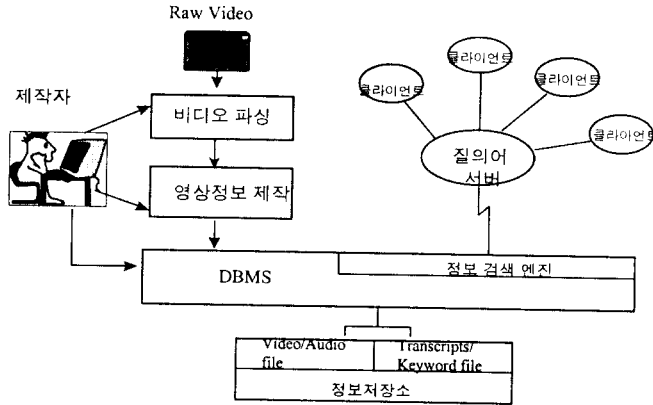 Raw Video
제작자
비디오 파싱
영상정보 제작
클라이언트
클라이언트
클라이언트
클라이언트
질의어
서버
DBMS
정보 검색 엔진
Video/Audio
file
Transcripts/
Keyword file
정보저장소